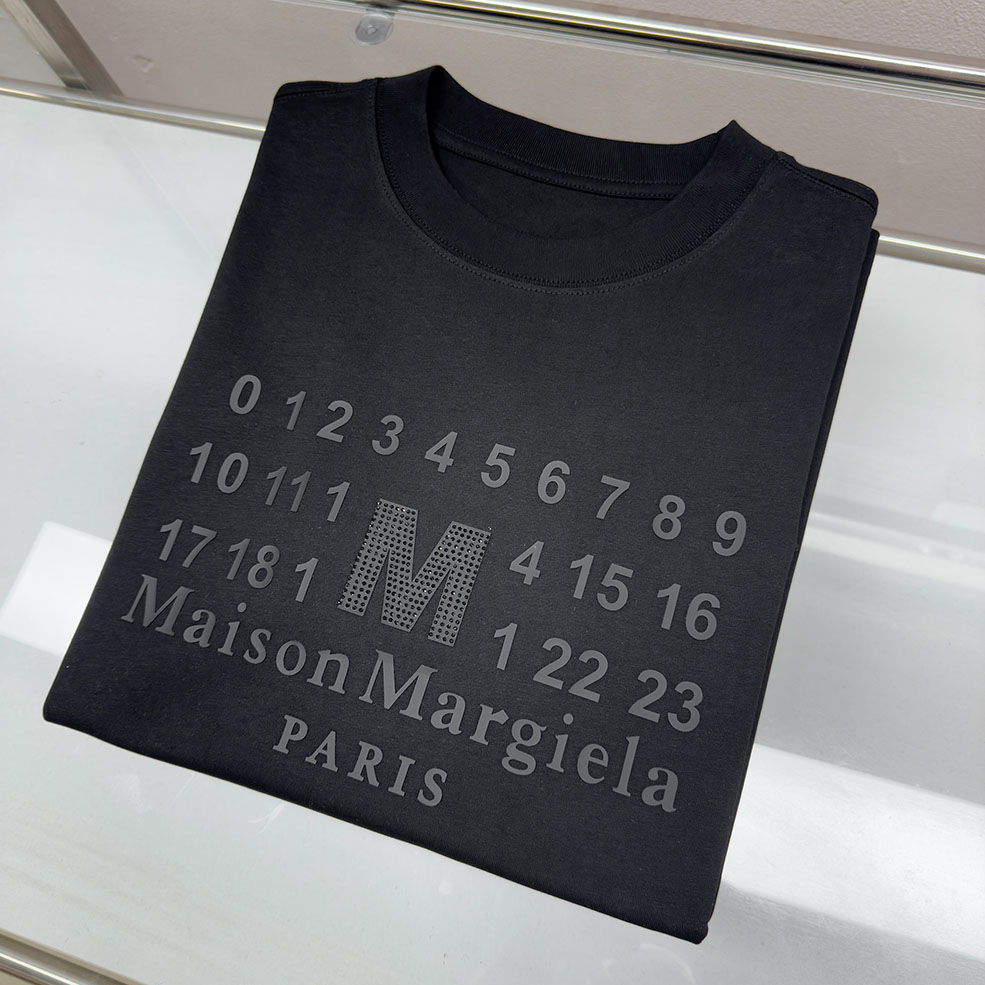 0 1 2 3 4 5 6 7 8 9
10 11 1 M 4 15 16
17 18 1 1 22 23
Maison Margiela
PARIS